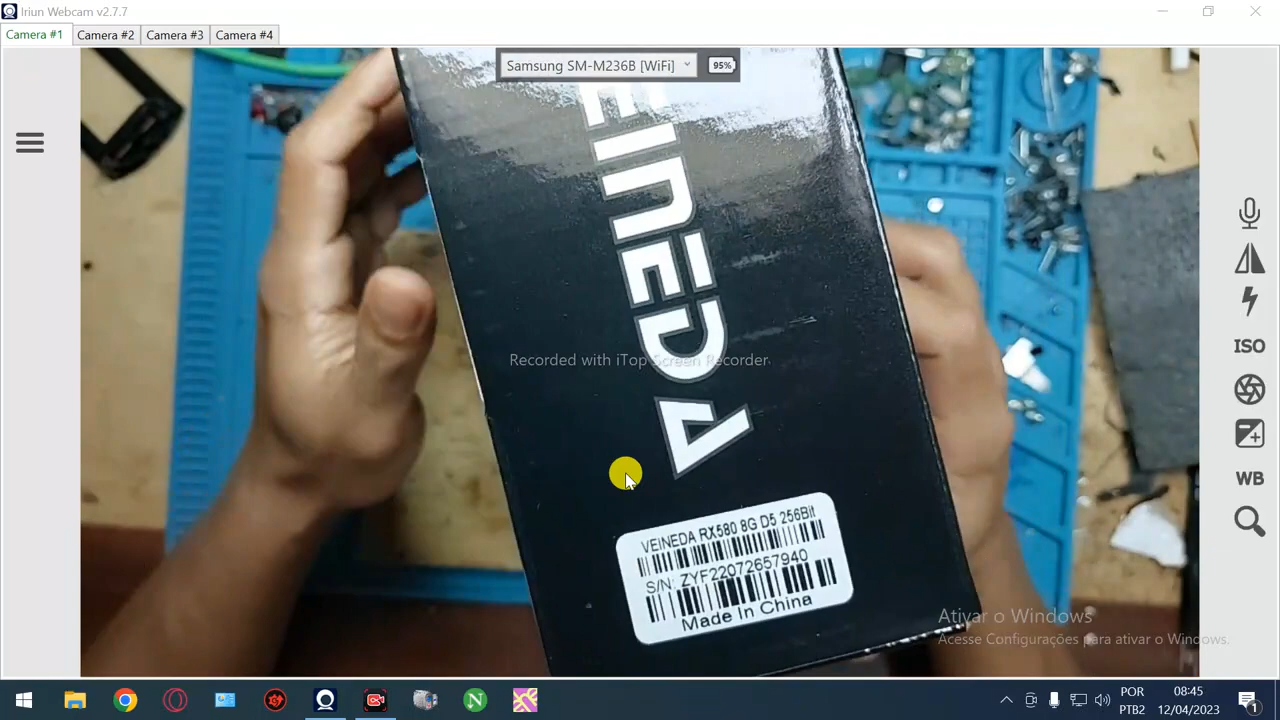 Iriun Webcam v2.7.7
Camera #1
Camera #2
Camera #3
Camera #4
Samsung SM-M236B [WiFi]
95%
EINEDA
ISO
Recorded with iTop Screen Recorder
WB
VEINEDA RX580 8G D5 256Bit
S/N: ZYF22072657940
Made In China
Ativar o Windows
Acesse Configurações para ativar o Windows.
N
POR
PTB2
08:45
12/04/2023
1